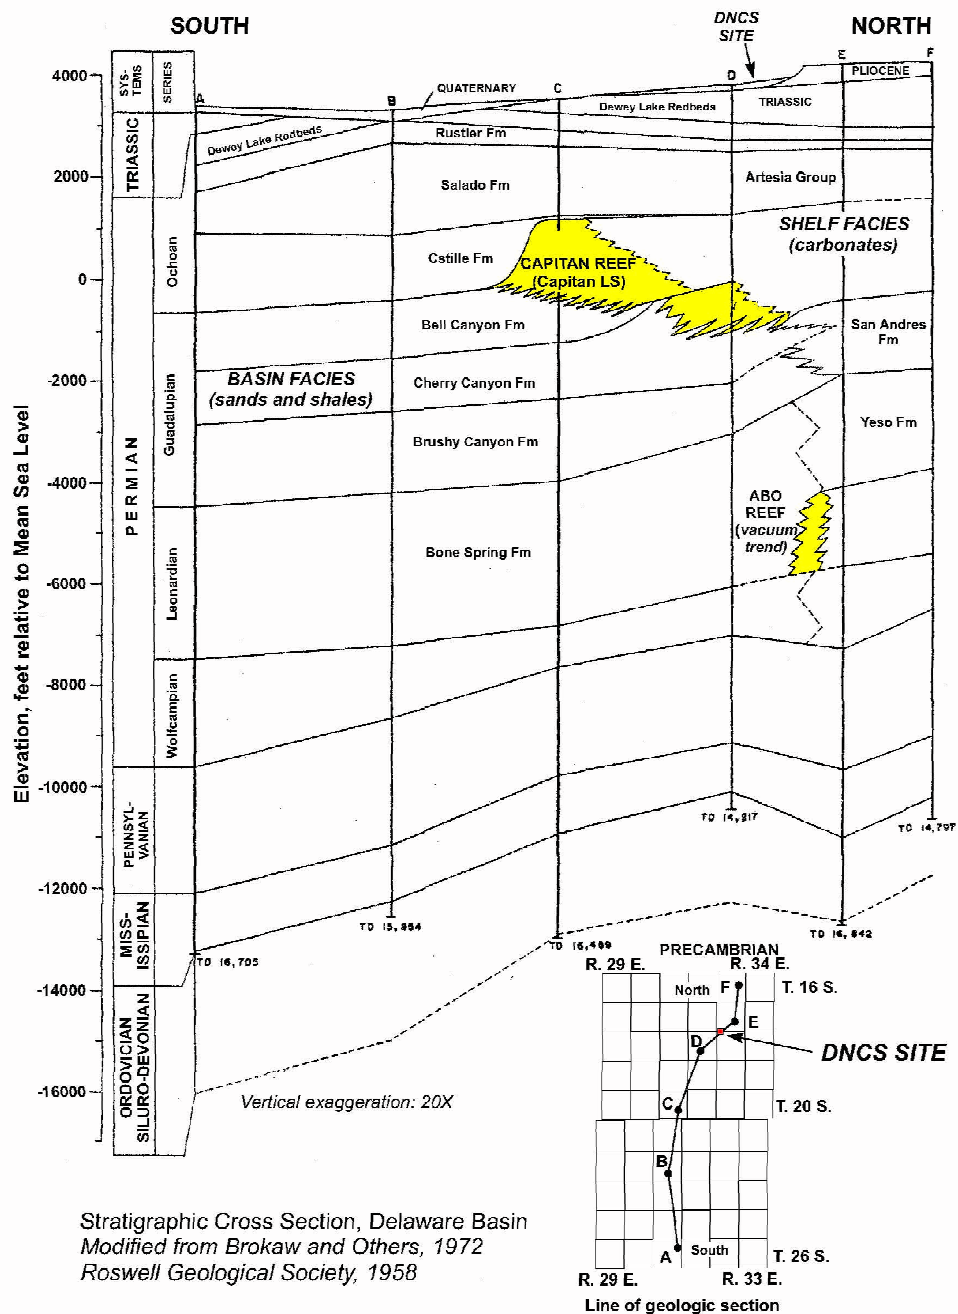 SOUTH
DNCS
SITE
NORTH
SYS-
TEMS
SERIES
4000
2000
0
-2000
-4000
-6000
-8000
-10000
-12000
-14000
-16000
Elevation, feet relative to Mean Sea Level
A
B
C
D
E
F
QUATERNARY
PLIOCENE
TRIASSIC
Dewey Lake Redbeds
Dewey Lake Redbeds
Rustler Fm
TRIASSIC
Salado Fm
Artesia Group
SHELF FACIES
(carbonates)
Cstille Fm
CAPITAN REEF
(Capitan LS)
Ochoan
Bell Canyon Fm
San Andres
Fm
BASIN FACIES
(sands and shales)
Cherry Canyon Fm
Guadalupian
Brushy Canyon Fm
Yeso Fm
PERMIAN
ABO
REEF
(vacuum
trend)
Bone Spring Fm
Leonardian
Wolfcampian
PENNSYL-
VANIAN
MISS-
ISSIPIAN
ORDOVICIAN
SILURO-DEVONIAN
TD 16,705
TD 15,854
TD 16,489
TD 14,817
TD 16,842
TD 14,797
PRECAMBRIAN
R. 29 E.
R. 34 E.
North
F
T. 16 S.
E
D
DNCS SITE
C
T. 20 S.
B
A
South
T. 26 S.
R. 29 E.
R. 33 E.
Line of geologic section
Vertical exaggeration: 20X
Stratigraphic Cross Section, Delaware Basin
Modified from Brokaw and Others, 1972
Roswell Geological Society, 1958